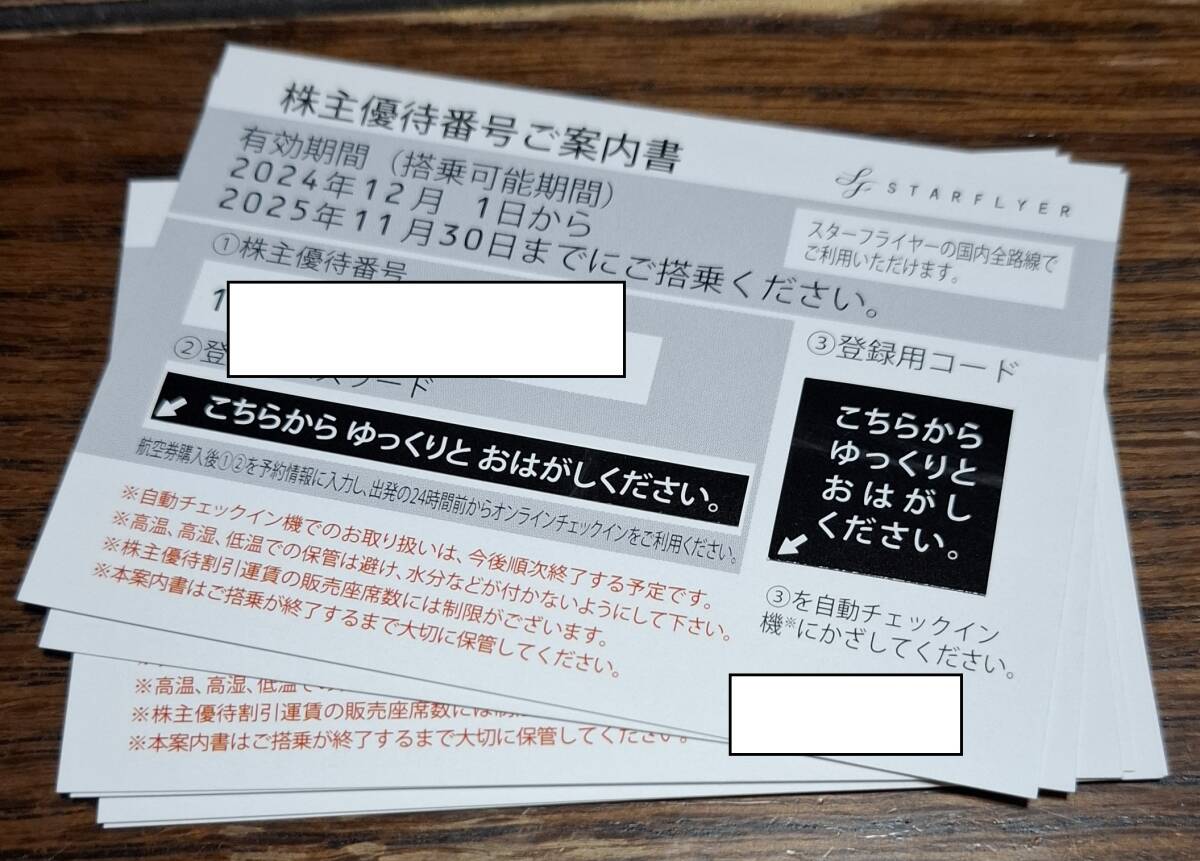 株主優待番号ご案内書
有効期間（搭乗可能期間）
2024年12月 1日から
2025年11月30日までにご搭乗ください。
STARFLYER
スターフライヤーの国内全路線で
ご利用いただけます。
①株主優待番号
1
②登
ード
こちらから ゆっくりと おはがしください。
航空券購入後①②を予約情報に入力し、出発の24時間前からオンラインチェックインをご利用ください。
③登録用コード
こちらから
ゆっくりと
おはがし
ください。
③を自動チェックイン
機※にかざしてください。
※自動チェックイン機でのお取り扱いは、今後順次終了する予定です。
※高温、高湿、低温での保管は避け、水分などが付かないようにして下さい。
※株主優待割引運賃の販売座席数には制限がございます。
※本案内書はご搭乗が終了するまで大切に保管してください。
※高温、高湿、低温での
※株主優待割引運賃の販売座席数には制
※本案内書はご搭乗が終了するまで大切に保管してください。